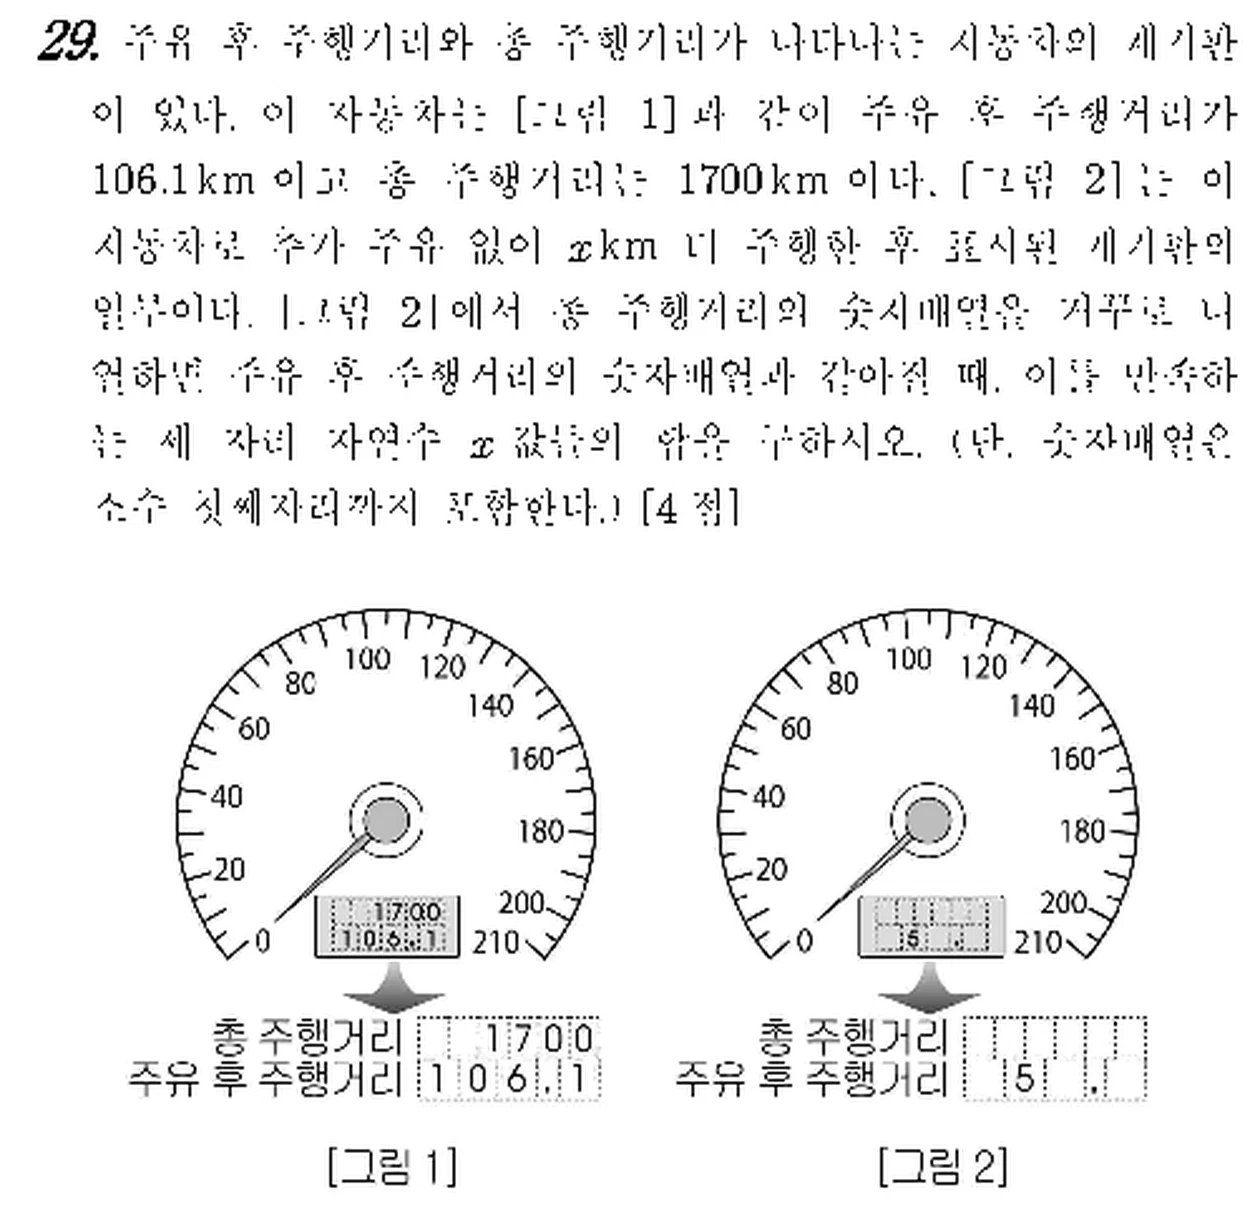 29. 주유 후 주행거리와 총 주행거리가 나타나는 자동차의 계기판
이 있다. 이 자동차는 [그림 1]과 같이 주유 후 주행거리가
106.1km 이고 총 주행거리는 1700km 이다. [그림 2]는 이
자동차로 추가 주유 없이 xkm 더 주행한 후 표시된 계기판의
일부이다. [그림 2]에서 총 주행거리의 숫자배열을 거꾸로 나
열하면 주유 후 주행거리의 숫자배열과 같아질 때, 이를 만족하
는 세 자리 자연수 x 값들의 합을 구하시오. (단, 숫자배열은
소수 첫째자리까지 포함한다.) [4 점]
0 20 40 60 80 100 120 140 160 180 200 210
1700
106.1
0 20 40 60 80 100 120 140 160 180 200 210
5 .
총 주행거리 1700
주유 후 주행거리 106.1
[그림 1]
총 주행거리
주유 후 주행거리 5 .
[그림 2]